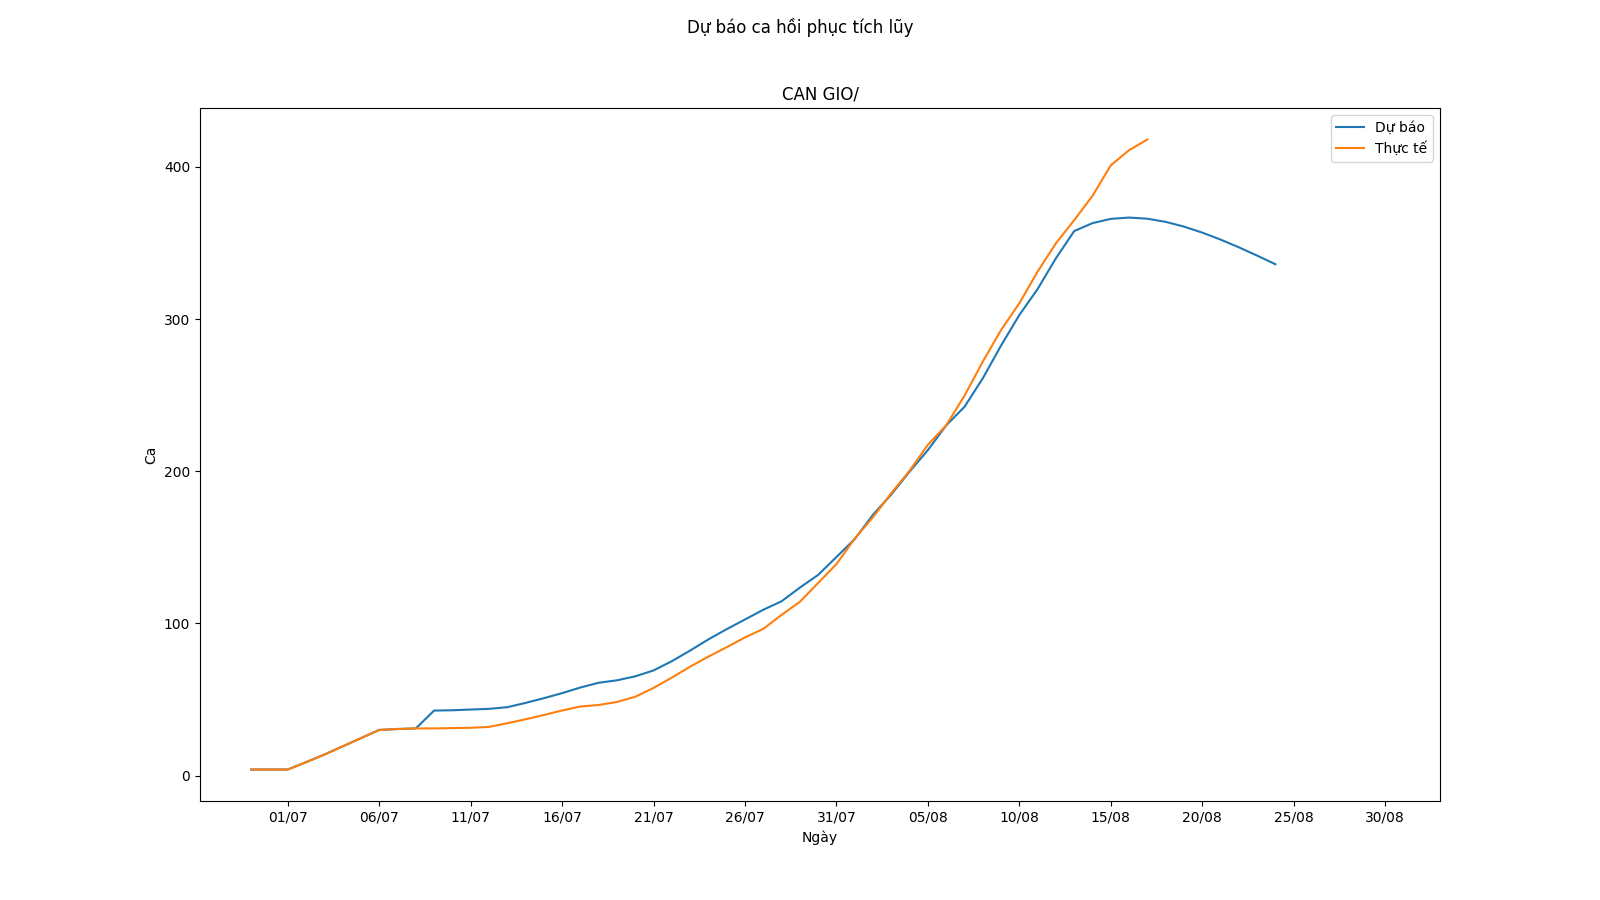 Dự báo ca hồi phục tích lũy
CAN GIO/
Dự báo
Thực tế
400
300
200
100
0
Ca
01/07 06/07 11/07 16/07 21/07 26/07 31/07 05/08 10/08 15/08 20/08 25/08 30/08
Ngày